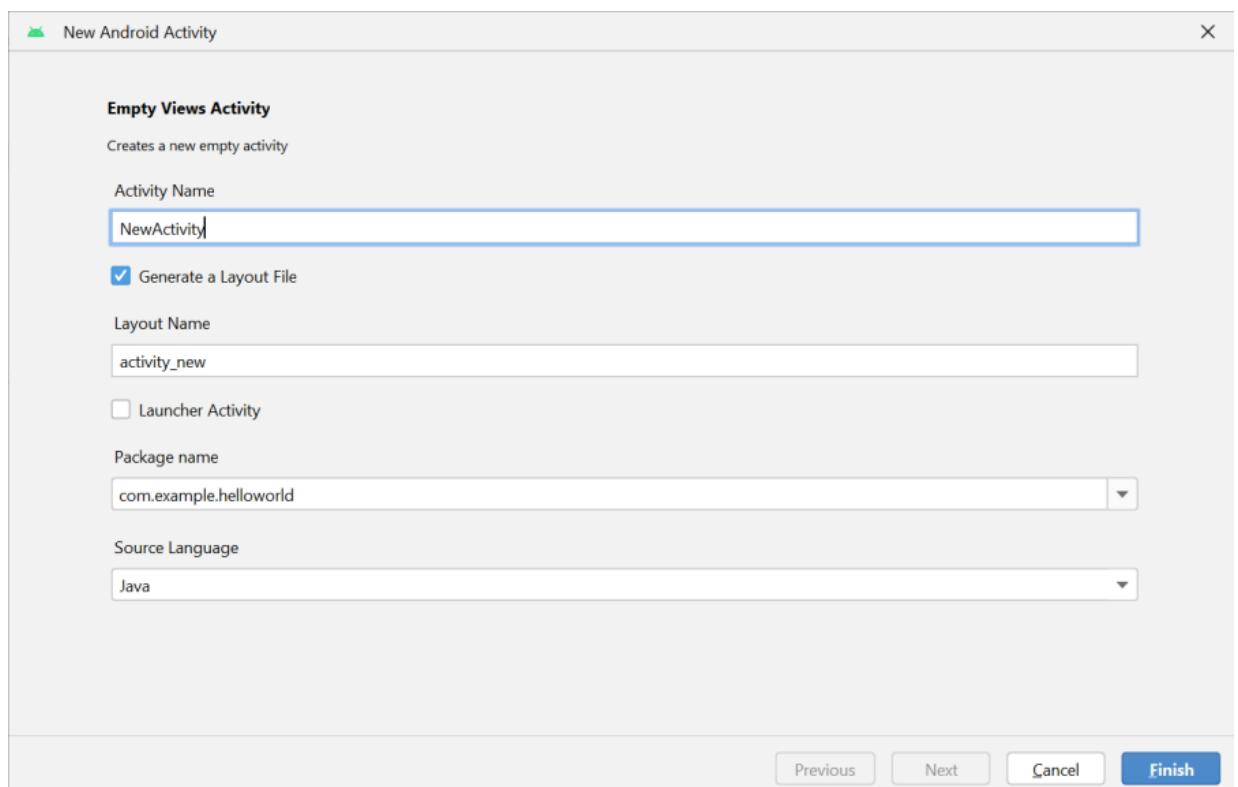 New Android Activity
Empty Views Activity
Creates a new empty activity
Activity Name
NewActivity
Generate a Layout File
Layout Name
activity_new
Launcher Activity
Package name
com.example.helloworld
Source Language
Java
Previous Next Cancel Finish